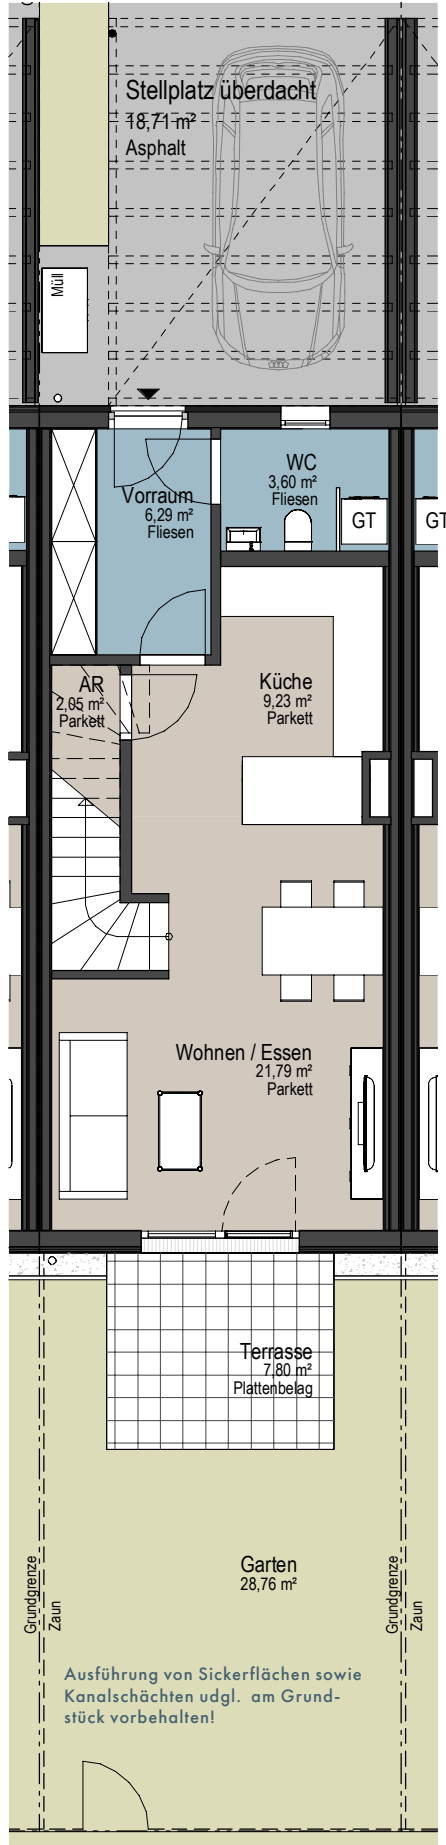 Stellplatz überdacht
18,71 m²
Asphalt
Müll
WC
3,60 m²
Fliesen
Vorraum
6,29 m²
Fliesen
GT
GT
AR
2,05 m²
Parkett
Küche
9,23 m²
Parkett
Wohnen / Essen
21,79 m²
Parkett
Terrasse
7,80 m²
Plattenbelag
Garten
28,76 m²
Grundgrenze
Zaun
Grundgrenze
Zaun
Ausführung von Sickerflächen sowie
Kanalschächten udgl. am Grund-
stück vorbehalten!